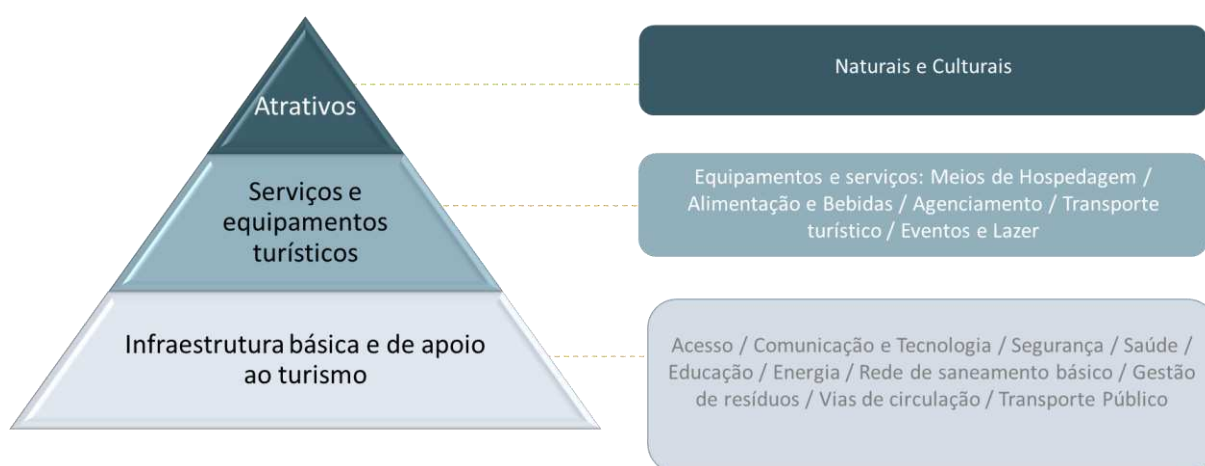 Atrativos
Naturais e Culturais
Serviços e
equipamentos
turísticos
Equipamentos e serviços: Meios de Hospedagem /
Alimentação e Bebidas / Agenciamento / Transporte
turístico / Eventos e Lazer
Infraestrutura básica e de apoio
ao turismo
Acesso / Comunicação e Tecnologia / Segurança / Saúde /
Educação / Energia / Rede de saneamento básico / Gestão
de resíduos / Vias de circulação / Transporte Público